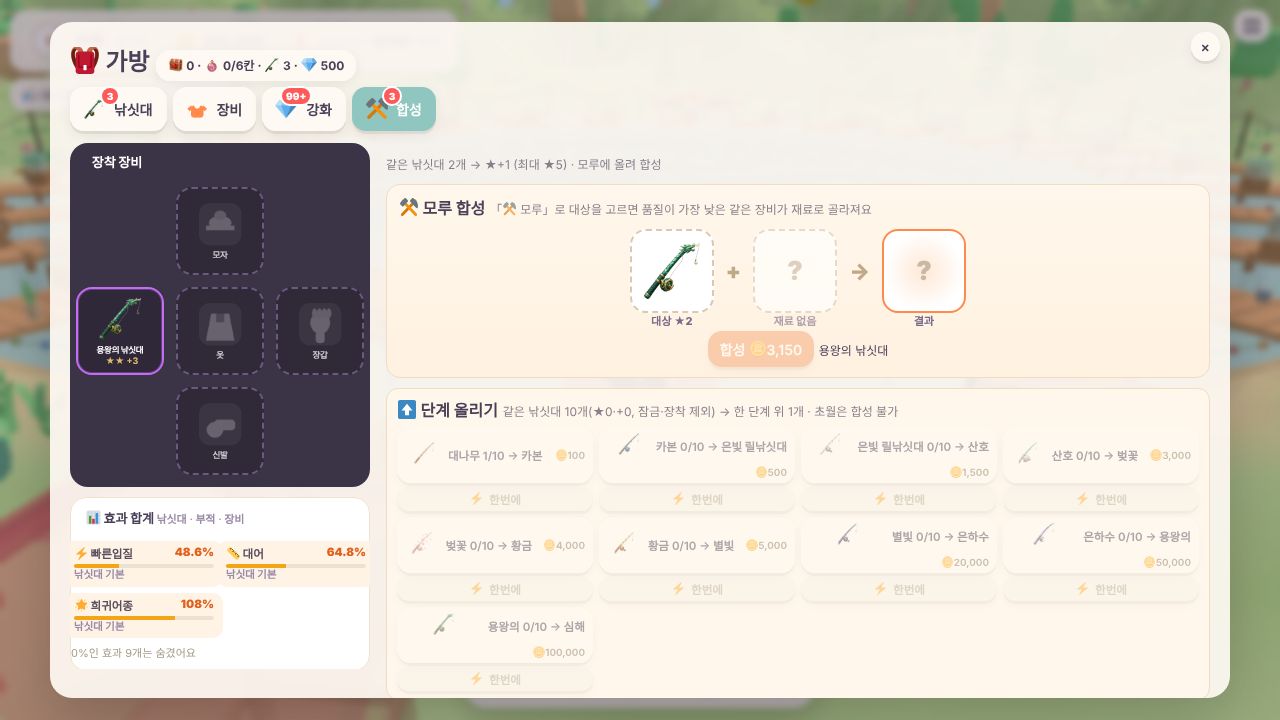 가방 0 · 0/6칸 · 3 · 500
×
3 낚싯대
장비
99+ 강화
3 합성
장착 장비
모자
용왕의 낚싯대
★★ +3
옷
장갑
신발
효과 합계 낚싯대 · 부적 · 장비
빠른입질 48.6%
낚싯대 기본
대어 64.8%
낚싯대 기본
희귀어종 108%
낚싯대 기본
0%인 효과 9개는 숨겼어요
같은 낚싯대 2개 → ★+1 (최대 ★5) · 모루에 올려 합성
모루 합성 「⚒ 모루」로 대상을 고르면 품질이 가장 낮은 같은 장비가 재료로 골라져요
+ ? → ?
대상 ★2
재료 없음
결과
합성 3,150 용왕의 낚싯대
단계 올리기 같은 낚싯대 10개(★0·+0, 잠금·장착 제외) → 한 단계 위 1개 · 초월은 합성 불가
대나무 1/10 → 카본 100
한번에
카본 0/10 → 은빛 릴낚싯대
500
한번에
은빛 릴낚싯대 0/10 → 산호
1,500
한번에
산호 0/10 → 벚꽃 3,000
한번에
벚꽃 0/10 → 황금 4,000
한번에
황금 0/10 → 별빛 5,000
한번에
별빛 0/10 → 은하수
20,000
한번에
은하수 0/10 → 용왕의
50,000
한번에
용왕의 0/10 → 심해
100,000
한번에